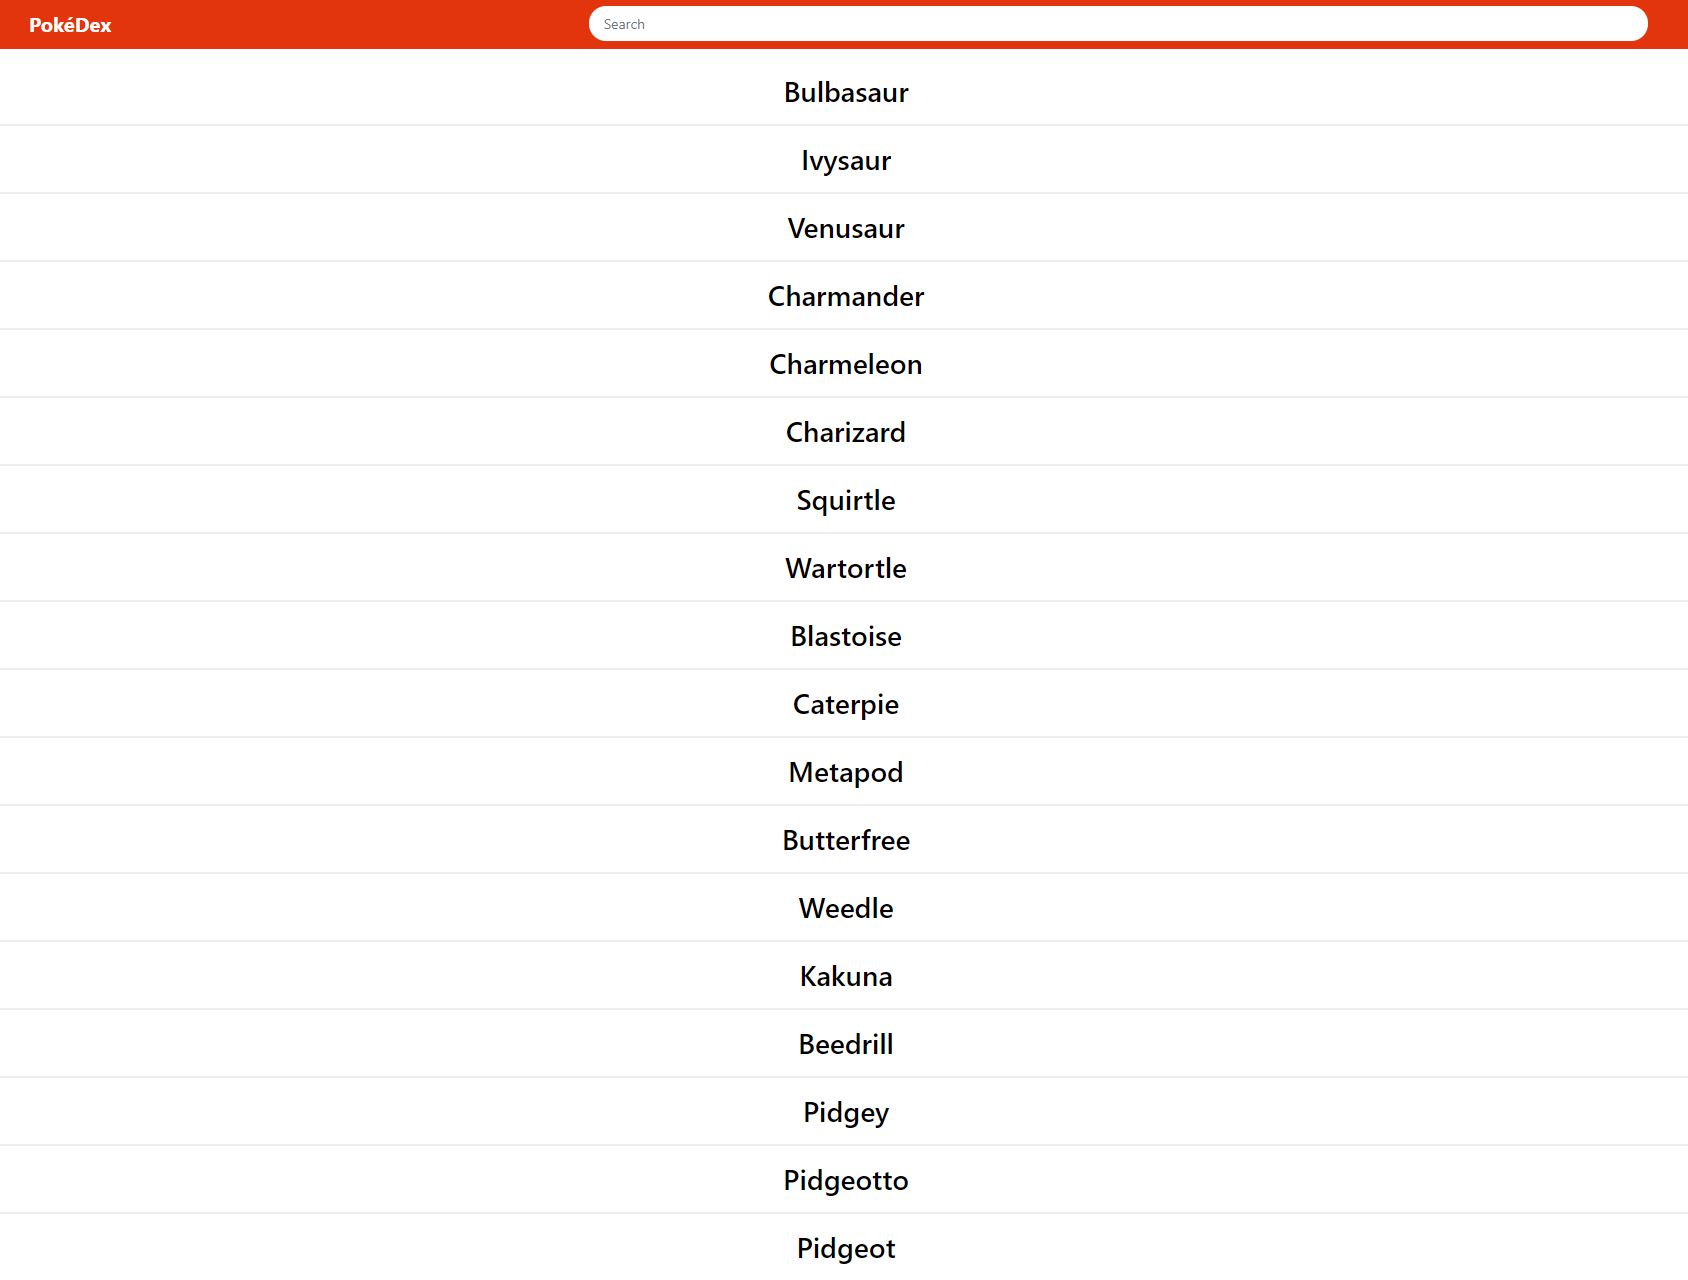 PokéDex
Search
Bulbasaur
Ivysaur
Venusaur
Charmander
Charmeleon
Charizard
Squirtle
Wartortle
Blastoise
Caterpie
Metapod
Butterfree
Weedle
Kakuna
Beedrill
Pidgey
Pidgeotto
Pidgeot